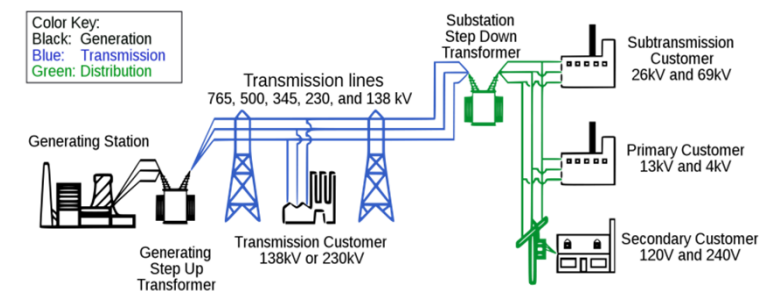 Color Key:
Black: Generation
Blue: Transmission
Green: Distribution
Substation
Step Down
Transformer
Subtransmission
Customer
26kV and 69kV
Transmission lines
765, 500, 345, 230, and 138 kV
Generating Station
Primary Customer
13kV and 4kV
Transmission Customer
138kV or 230kV
Generating
Step Up
Transformer
Secondary Customer
120V and 240V